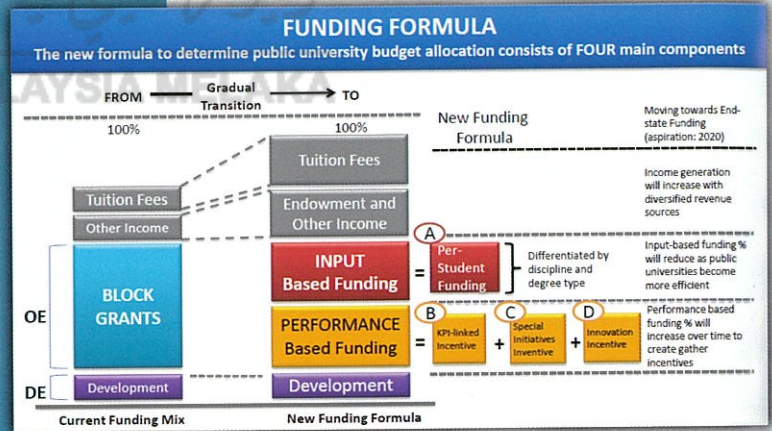 FUNDING FORMULA
The new formula to determine public university budget allocation consists of FOUR main components
FROM
Gradual
Transition
TO
100%
100%
New Funding
Formula
Moving towards End-
state Funding
(aspiration: 2020)
Tuition Fees
Other Income
Tuition Fees
Endowment and
Other Income
Income generation
will increase with
diversified revenue
sources
OE
BLOCK
GRANTS
INPUT
Based Funding
=
A
Per-
Student
Funding
Differentiated by
discipline and
degree type
Input-based funding %
will reduce as public
universities become
more efficient
PERFORMANCE
Based Funding
=
B
KPI-linked
Incentive
+
C
Special
Initiatives
Inventive
+
D
Innovation
Incentive
Performance based
funding % will
increase over time to
create gather
incentives
DE
Development
Development
Current Funding Mix
New Funding Formula
LAYSIA MELAKA